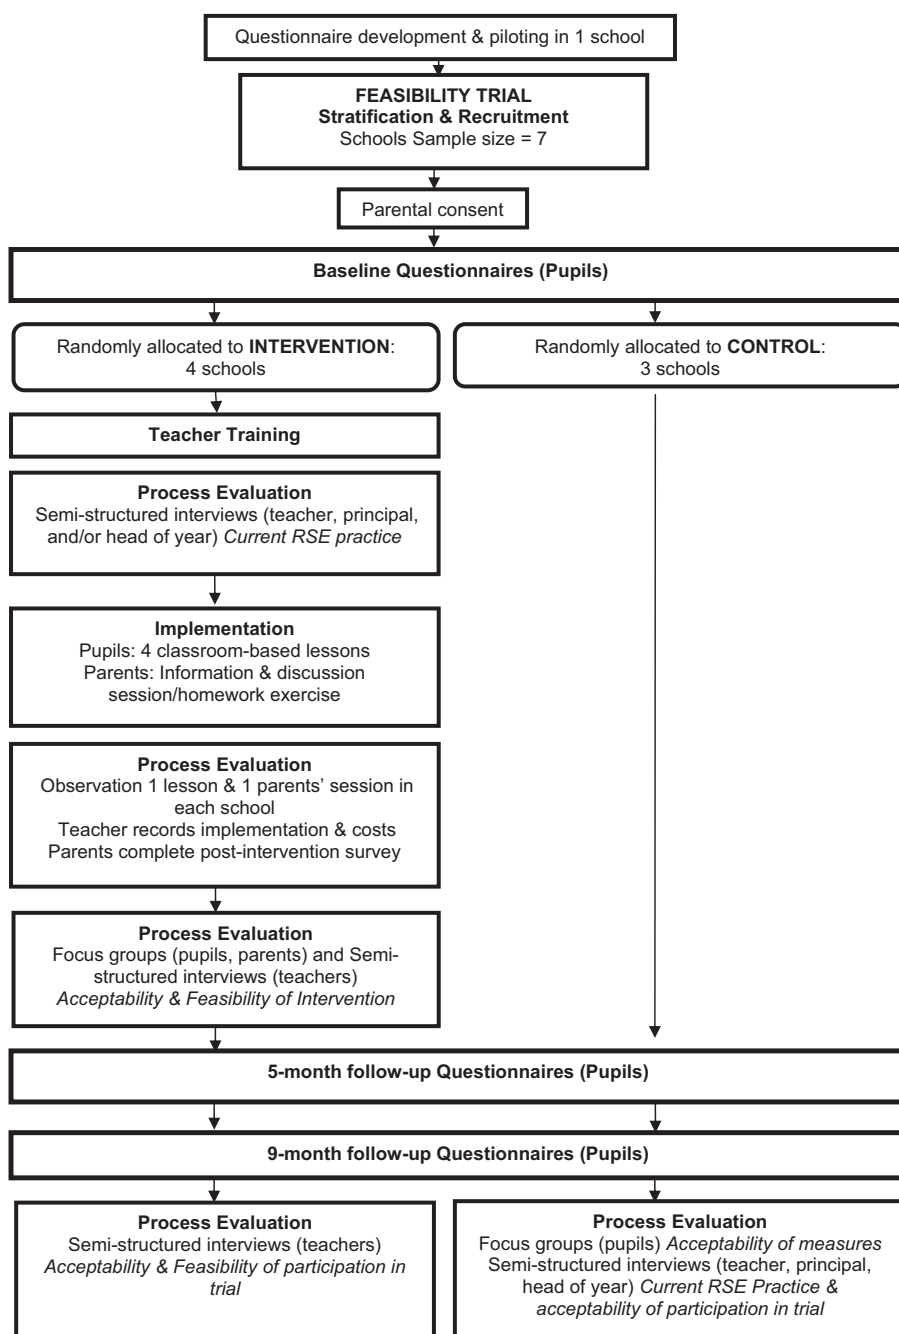 Questionnaire development & piloting in 1 school
FEASIBILITY TRIAL
Stratification & Recruitment
Schools Sample size = 7
Parental consent
Baseline Questionnaires (Pupils)
Randomly allocated to INTERVENTION:
4 schools
Randomly allocated to CONTROL:
3 schools
Teacher Training
Process Evaluation
Semi-structured interviews (teacher, principal,
and/or head of year) Current RSE practice
Implementation
Pupils: 4 classroom-based lessons
Parents: Information & discussion
session/homework exercise
Process Evaluation
Observation 1 lesson & 1 parents’ session in
each school
Teacher records implementation & costs
Parents complete post-intervention survey
Process Evaluation
Focus groups (pupils, parents) and Semi-
structured interviews (teachers)
Acceptability & Feasibility of Intervention
5-month follow-up Questionnaires (Pupils)
9-month follow-up Questionnaires (Pupils)
Process Evaluation
Semi-structured interviews (teachers)
Acceptability & Feasibility of participation in
trial
Process Evaluation
Focus groups (pupils) Acceptability of measures
Semi-structured interviews (teacher, principal,
head of year) Current RSE Practice &
acceptability of participation in trial